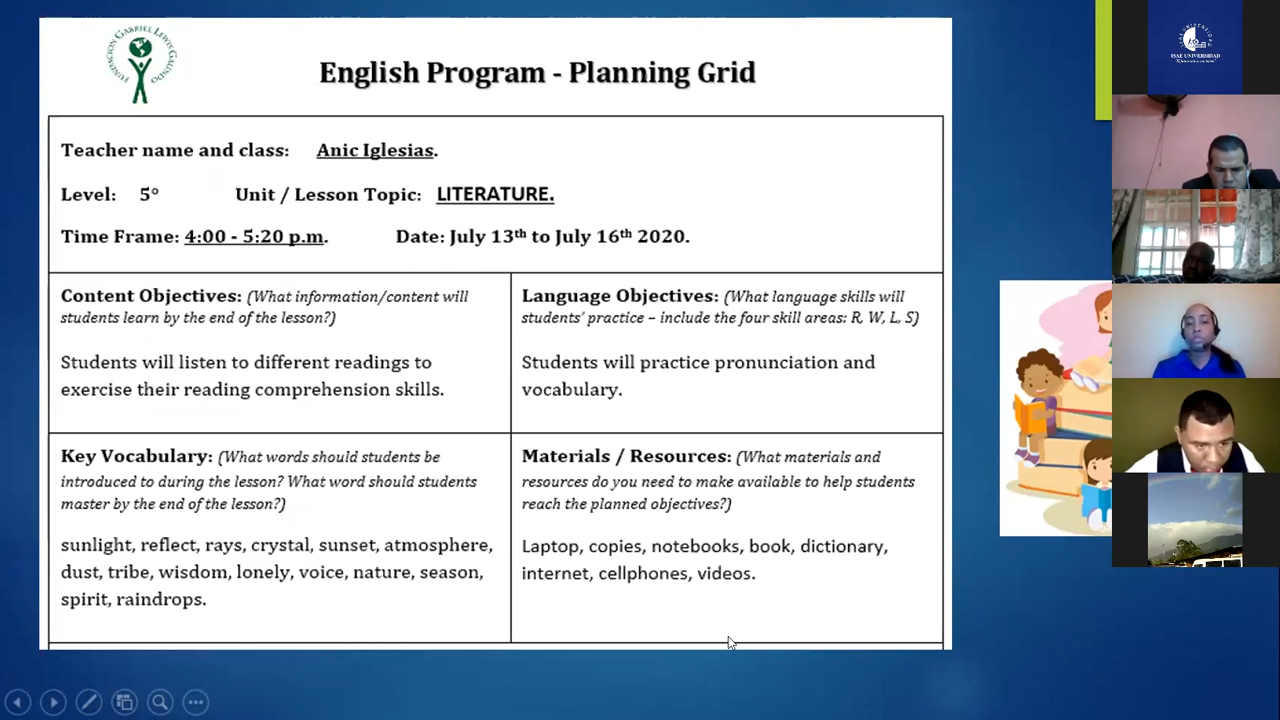 FUNDACION GABRIEL LEWIS GALINDO
English Program - Planning Grid
Teacher name and class: Anic Iglesias.
Level: 5° Unit / Lesson Topic: LITERATURE.
Time Frame: 4:00 - 5:20 p.m. Date: July 13th to July 16th 2020.
Content Objectives: (What information/content will
students learn by the end of the lesson?)
Students will listen to different readings to
exercise their reading comprehension skills.
Language Objectives: (What language skills will
students' practice – include the four skill areas: R, W, L, S)
Students will practice pronunciation and
vocabulary.
Key Vocabulary: (What words should students be
introduced to during the lesson? What word should students
master by the end of the lesson?)
sunlight, reflect, rays, crystal, sunset, atmosphere,
dust, tribe, wisdom, lonely, voice, nature, season,
spirit, raindrops.
Materials / Resources: (What materials and
resources do you need to make available to help students
reach the planned objectives?)
Laptop, copies, notebooks, book, dictionary,
internet, cellphones, videos.
ISAE UNIVERSIDAD